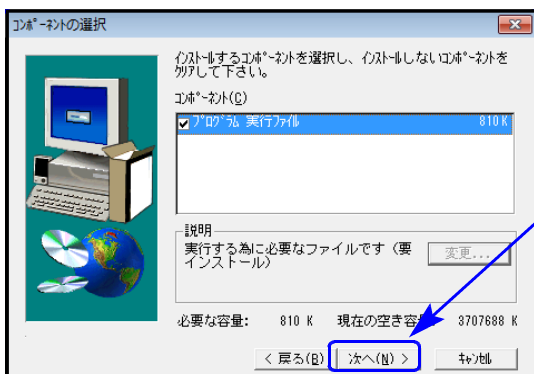 コンポーネントの選択
インストールするコンポーネントを選択し、インストールしないコンポーネントを
クリアして下さい。
コンポーネント(C)
プログラム 実行ファイル 810 K
説明
実行する為に必要なファイルです（要
インストール）
変更...
必要な容量: 810 K 現在の空き容量: 3707688 K
< 戻る(B) 次へ(N) > キャンセル